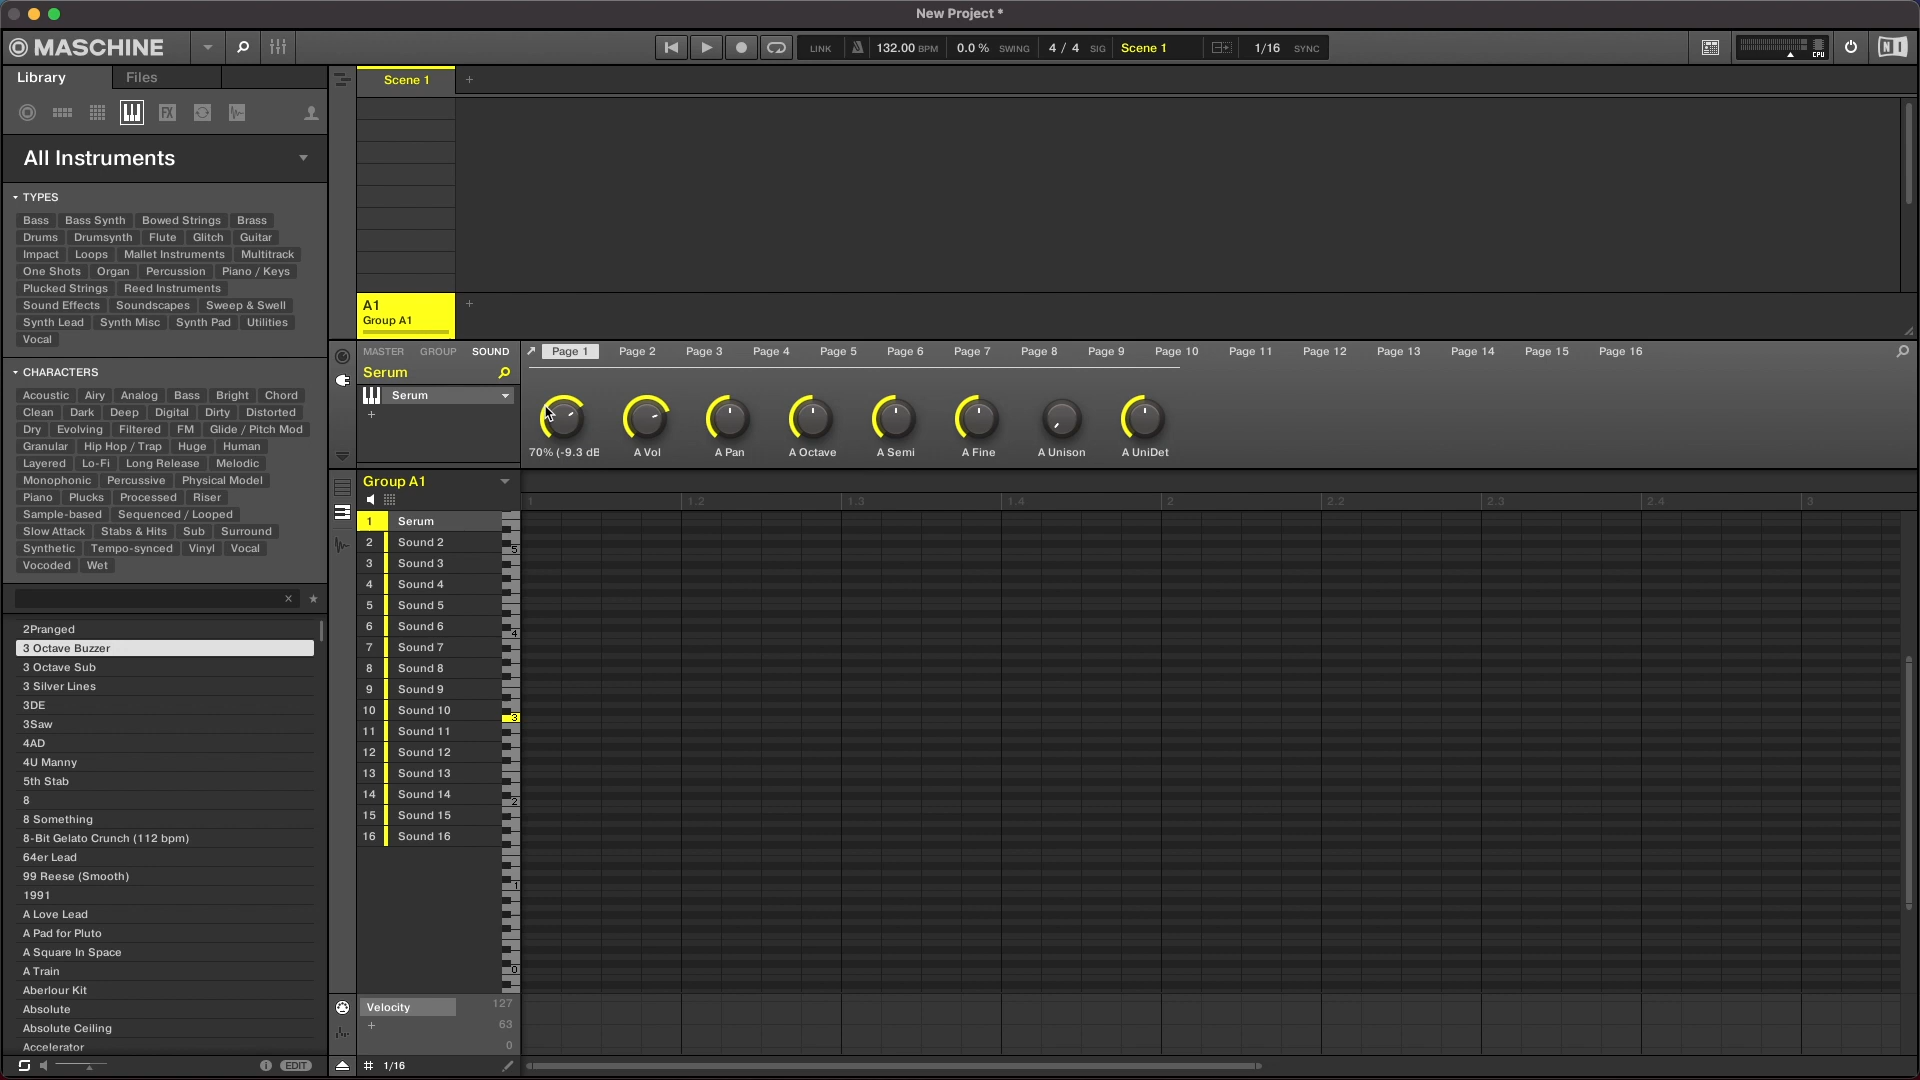 New Project *
MASCHINE
LINK 132.00 BPM 0.0 % SWING 4 / 4 SIG Scene 1 1/16 SYNC
CPU
NI
Library Files
All Instruments
TYPES
Bass Bass Synth Bowed Strings Brass
Drums Drumsynth Flute Glitch Guitar
Impact Loops Mallet Instruments Multitrack
One Shots Organ Percussion Piano / Keys
Plucked Strings Reed Instruments
Sound Effects Soundscapes Sweep & Swell
Synth Lead Synth Misc Synth Pad Utilities
Vocal
CHARACTERS
Acoustic Airy Analog Bass Bright Chord
Clean Dark Deep Digital Dirty Distorted
Dry Evolving Filtered FM Glide / Pitch Mod
Granular Hip Hop / Trap Huge Human
Layered Lo-Fi Long Release Melodic
Monophonic Percussive Physical Model
Piano Plucks Processed Riser
Sample-based Sequenced / Looped
Slow Attack Stabs & Hits Sub Surround
Synthetic Tempo-synced Vinyl Vocal
Vocoded Wet
2Pranged
3 Octave Buzzer
3 Octave Sub
3 Silver Lines
3DE
3Saw
4AD
4U Manny
5th Stab
8
8 Something
8-Bit Gelato Crunch (112 bpm)
64er Lead
99 Reese (Smooth)
1991
A Love Lead
A Pad for Pluto
A Square In Space
A Train
Aberlour Kit
Absolute
Absolute Ceiling
Accelerator
EDIT
Scene 1 +
A1 +
Group A1
MASTER GROUP SOUND
Serum
Serum
+
Page 1 Page 2 Page 3 Page 4 Page 5 Page 6 Page 7 Page 8 Page 9 Page 10 Page 11 Page 12 Page 13 Page 14 Page 15 Page 16
70% (-9.3 dB A Vol A Pan A Octave A Semi A Fine A Unison A UniDet
Group A1
1 1.2 1.3 1.4 2 2.2 2.3 2.4 3
1 Serum
2 Sound 2
3 Sound 3
4 Sound 4
5 Sound 5
6 Sound 6
7 Sound 7
8 Sound 8
9 Sound 9
10 Sound 10
11 Sound 11
12 Sound 12
13 Sound 13
14 Sound 14
15 Sound 15
16 Sound 16
5
4
3
2
1
0
Velocity 127
+ 63
0
1/16